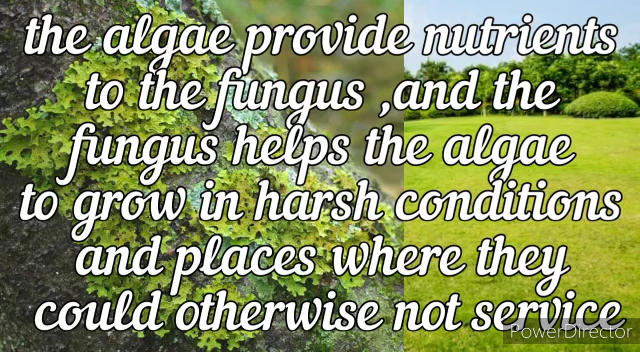 the algae provide nutrients
to the fungus ,and the
fungus helps the algae
to grow in harsh conditions
and places where they
could otherwise not service
PowerDirector